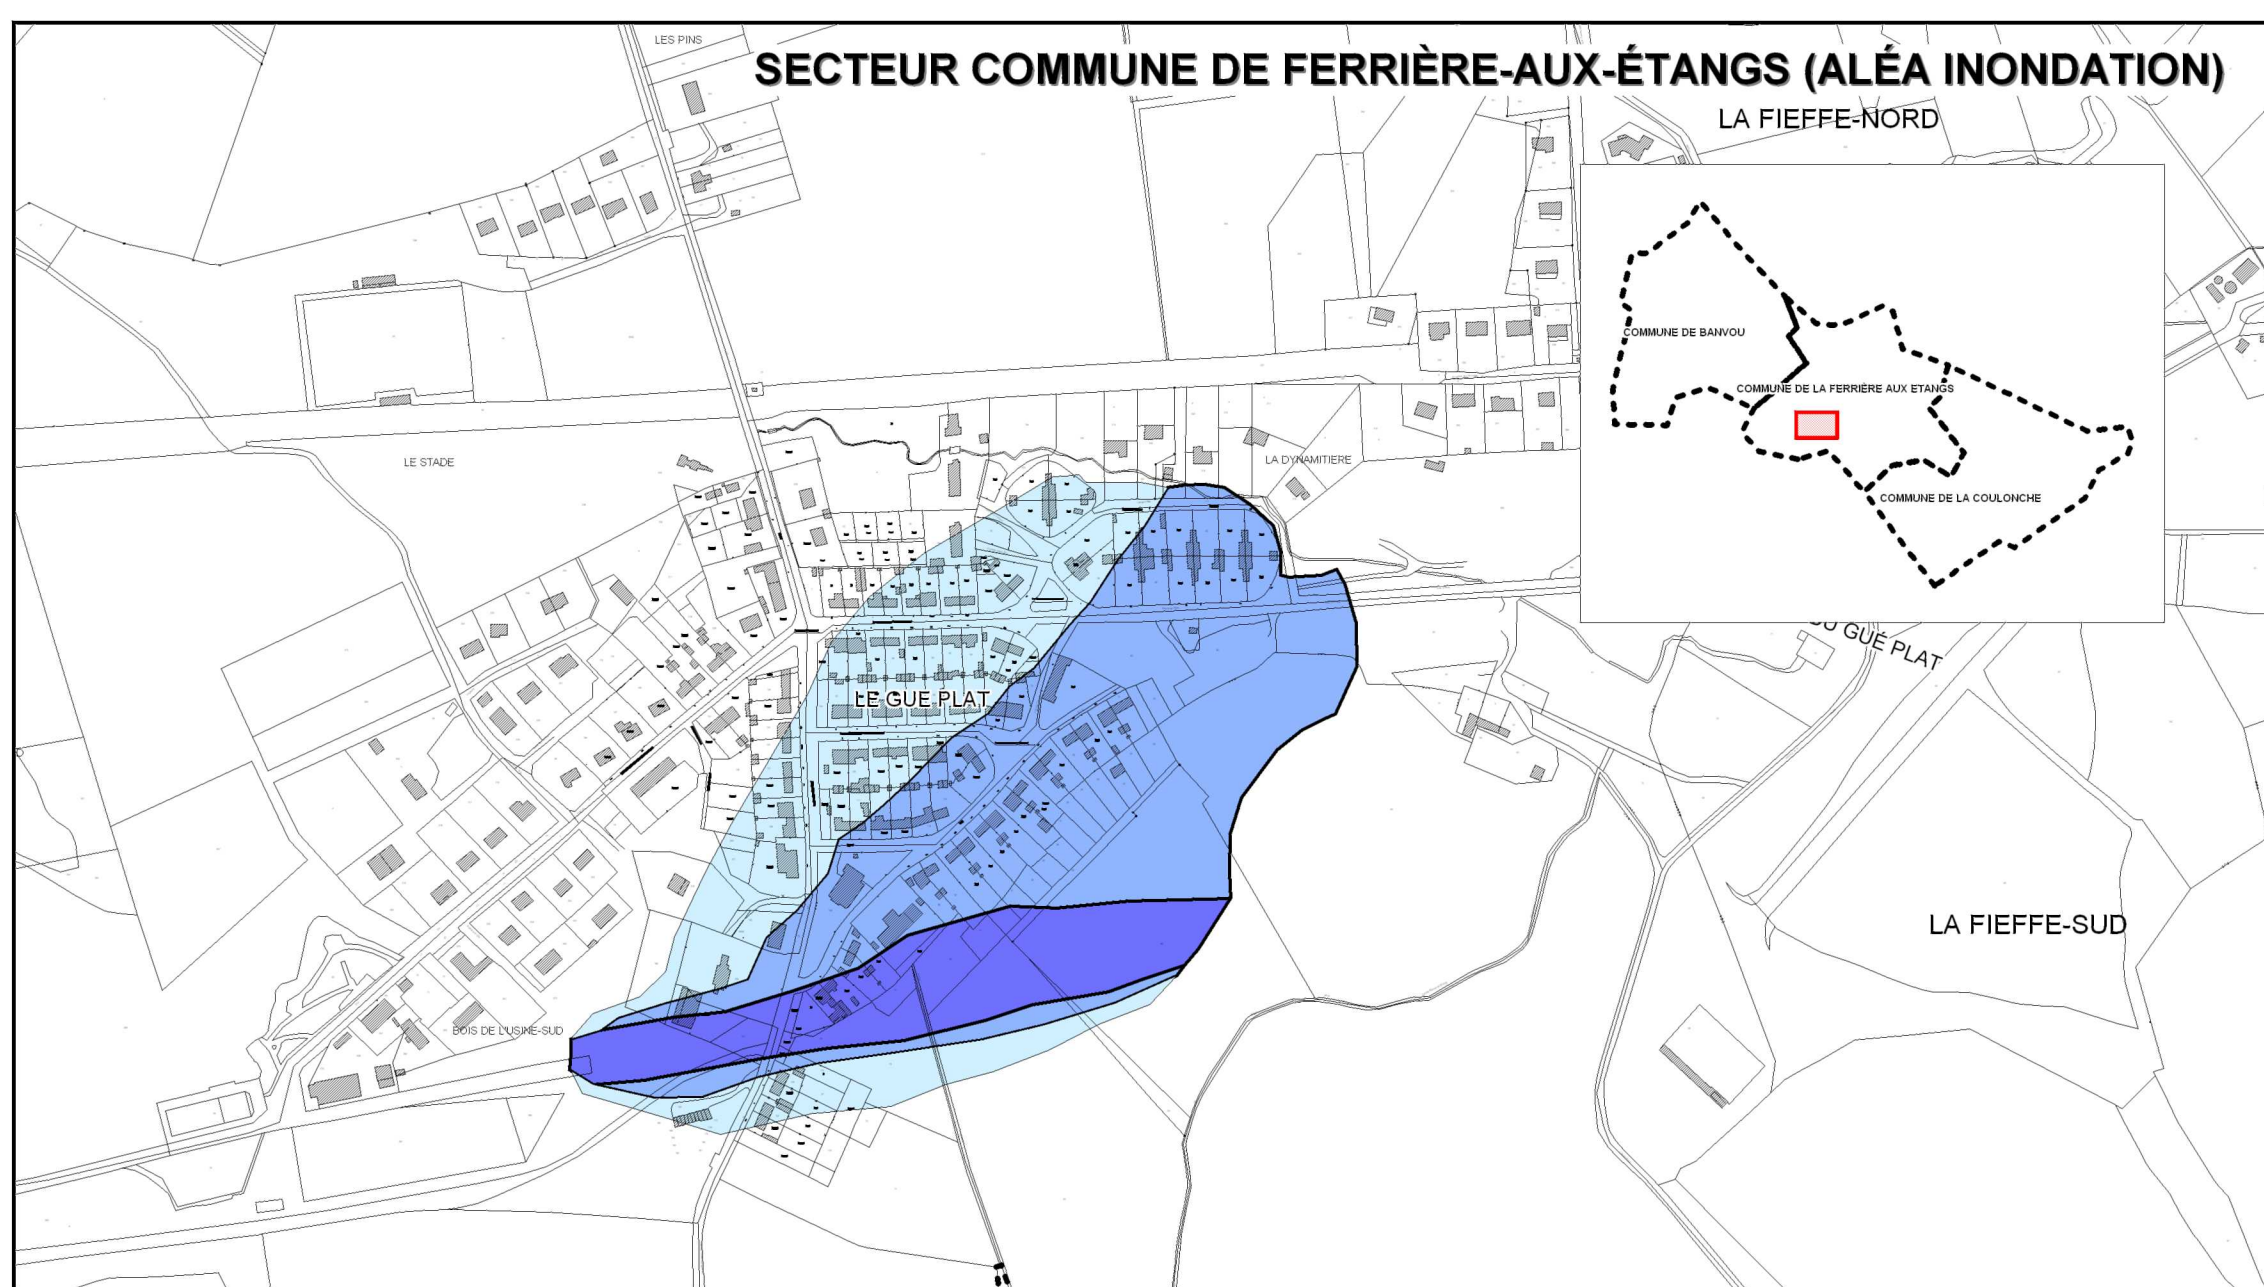 LES PINS
SECTEUR COMMUNE DE FERRIÈRE-AUX-ÉTANGS (ALÉA INONDATION)
LA FIEFFE-NORD
COMMUNE DE BANVOU
COMMUNE DE LA FERRIÈRE AUX ETANGS
COMMUNE DE LA COULONCHE
LE STADE
LA DYNAMITIERE
DU GUÉ PLAT
LE GUE PLAT
LA FIEFFE-SUD
BOIS DE L'USINE-SUD